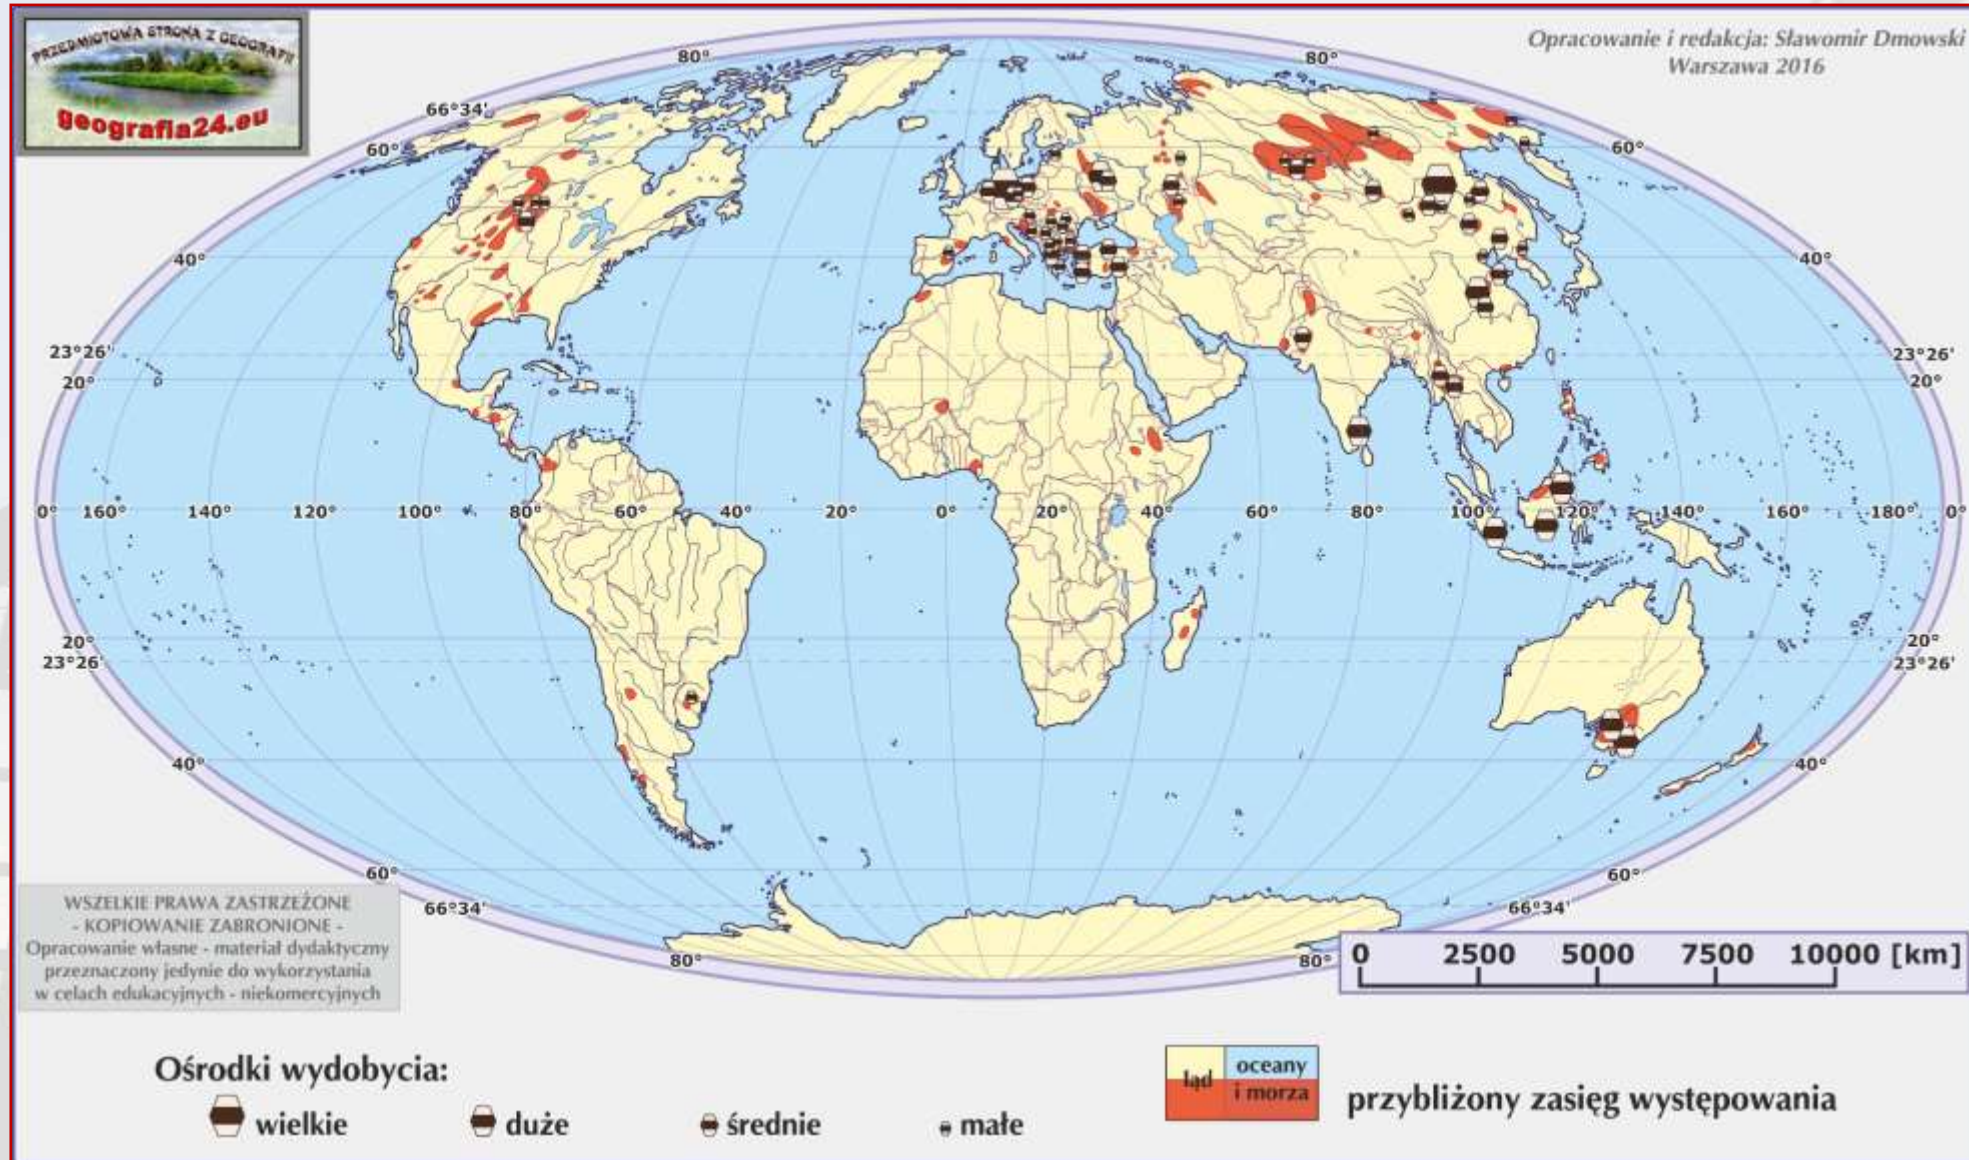 PRZEDMIOTOWA STRONA Z GEOGRAFII
geografia24.eu
Opracowanie i redakcja: Sławomir Dmowski
Warszawa 2016
80° 80°
66°34'
60° 60°
40° 40°
23°26' 23°26'
20° 20°
0° 160° 140° 120° 100° 80° 60° 40° 20° 0° 20° 40° 60° 80° 100° 120° 140° 160° 180° 0°
20° 20°
23°26' 23°26'
40° 40°
60° 60°
66°34' 66°34'
80° 80°
WSZELKIE PRAWA ZASTRZEŻONE
- KOPIOWANIE ZABRONIONE -
Opracowanie własne - materiał dydaktyczny
przeznaczony jedynie do wykorzystania
w celach edukacyjnych - niekomercyjnych
0 2500 5000 7500 10000 [km]
Ośrodki wydobycia:
wielkie duże średnie małe
ląd oceany
i morza
przybliżony zasięg występowania